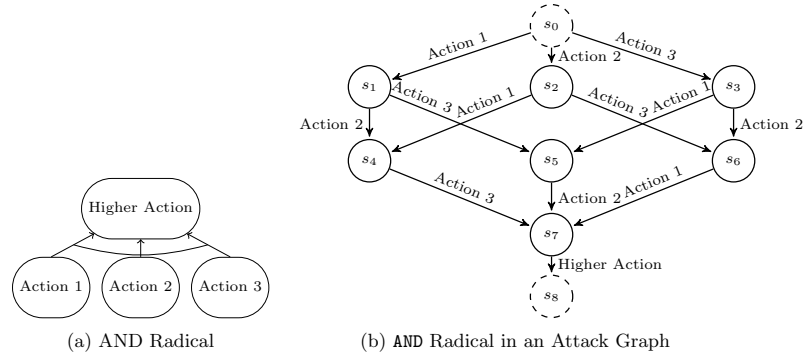 s0
Action 1
Action 2
Action 3
s1
s2
s3
Action 3
Action 1
Action 3
Action 1
Action 2
Action 2
s4
s5
s6
Action 3
Action 2
Action 1
s7
Higher Action
s8
Higher Action
Action 1
Action 2
Action 3
(a) AND Radical
(b) AND Radical in an Attack Graph